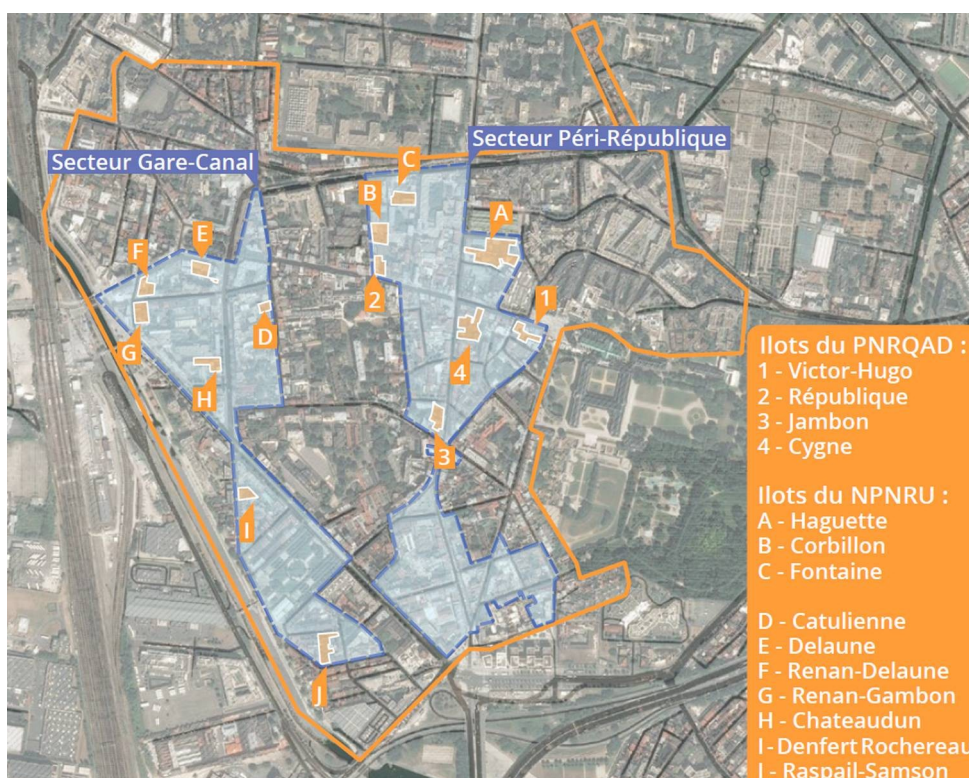 Secteur Péri-République
Secteur Gare-Canal
C
B
A
E
F
2
1
D
G
4
H
3
I
J
Ilots du PNRQAD :
1 - Victor-Hugo
2 - République
3 - Jambon
4 - Cygne
Ilots du NPNRU :
A - Haguette
B - Corbillon
C - Fontaine
D - Catulienne
E - Delaune
F - Renan-Delaune
G - Renan-Gambon
H - Chateaudun
I - Denfert Rochereau
J - Raspail-Samson